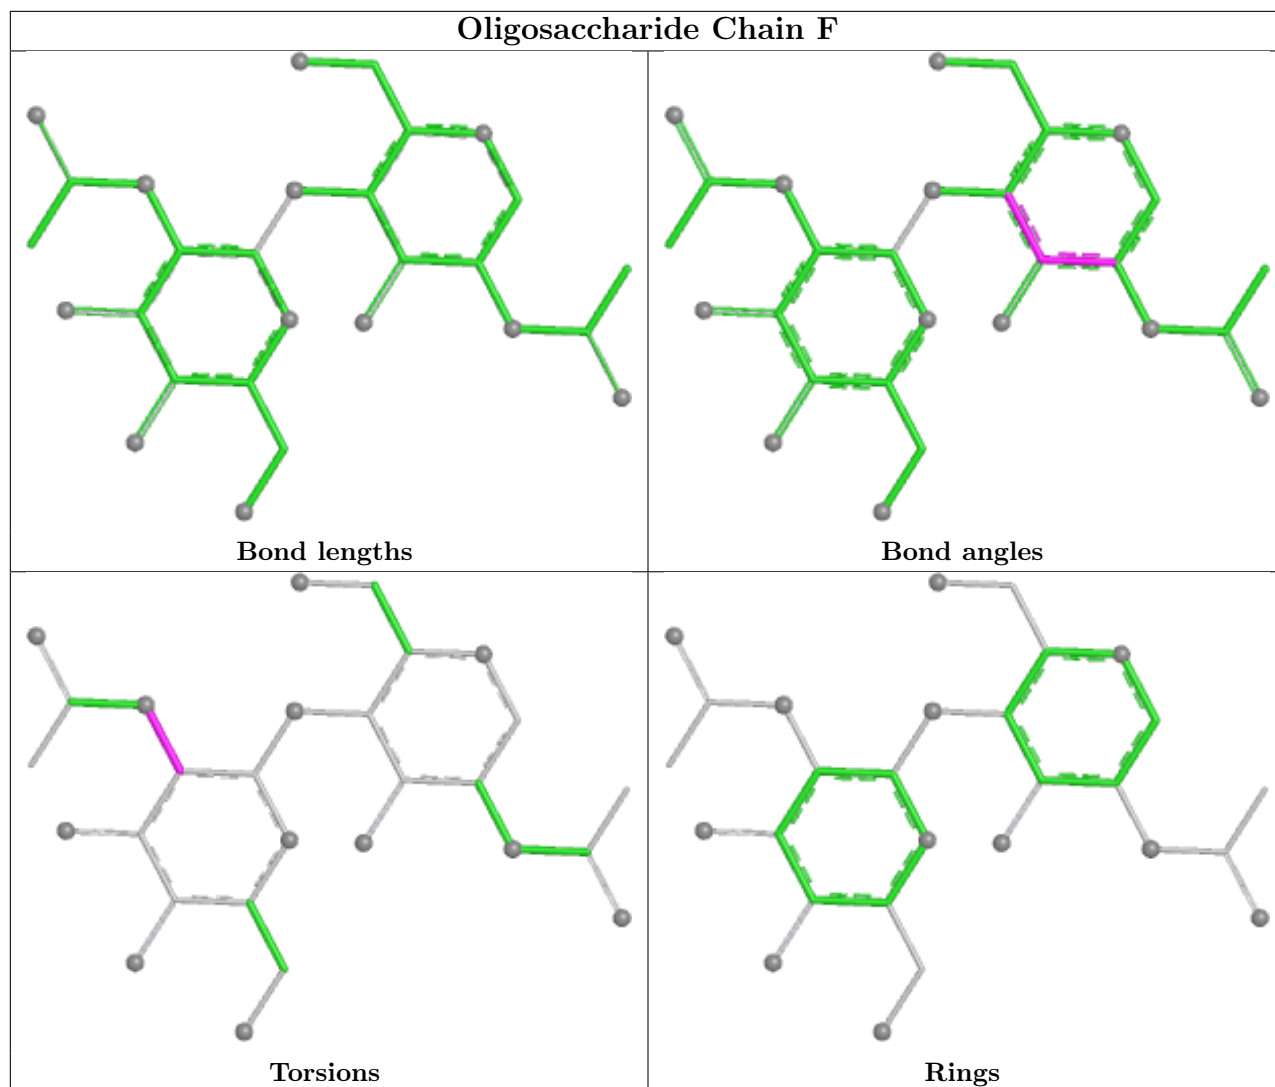 Oligosaccharide Chain F
Bond lengths
Bond angles
Torsions
Rings